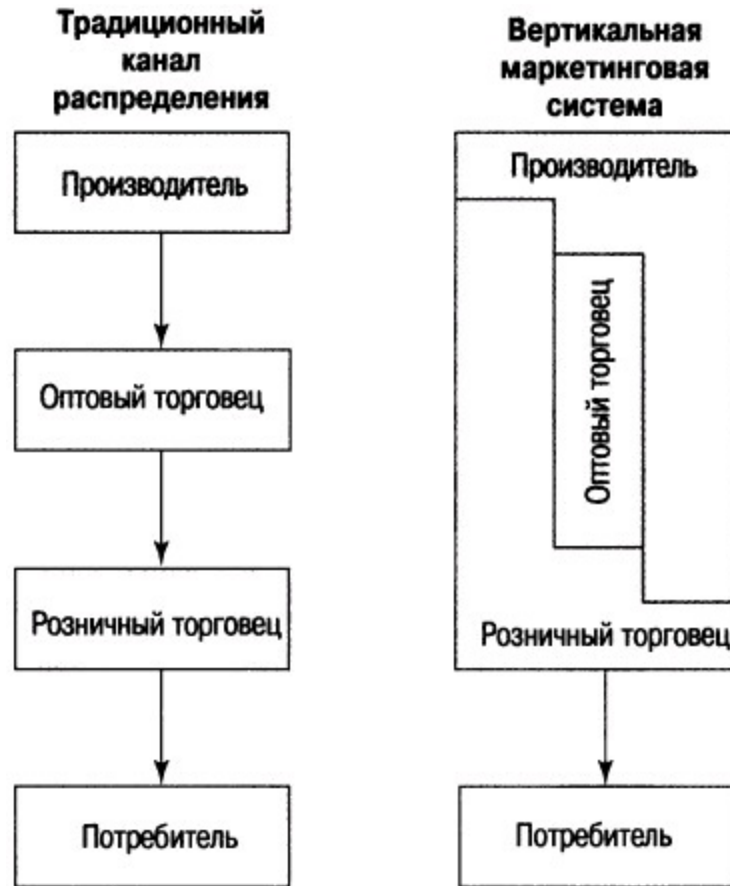 Традиционный
канал
распределения
Производитель
Оптовый торговец
Розничный торговец
Потребитель
Вертикальная
маркетинговая
система
Производитель
Оптовый торговец
Розничный торговец
Потребитель